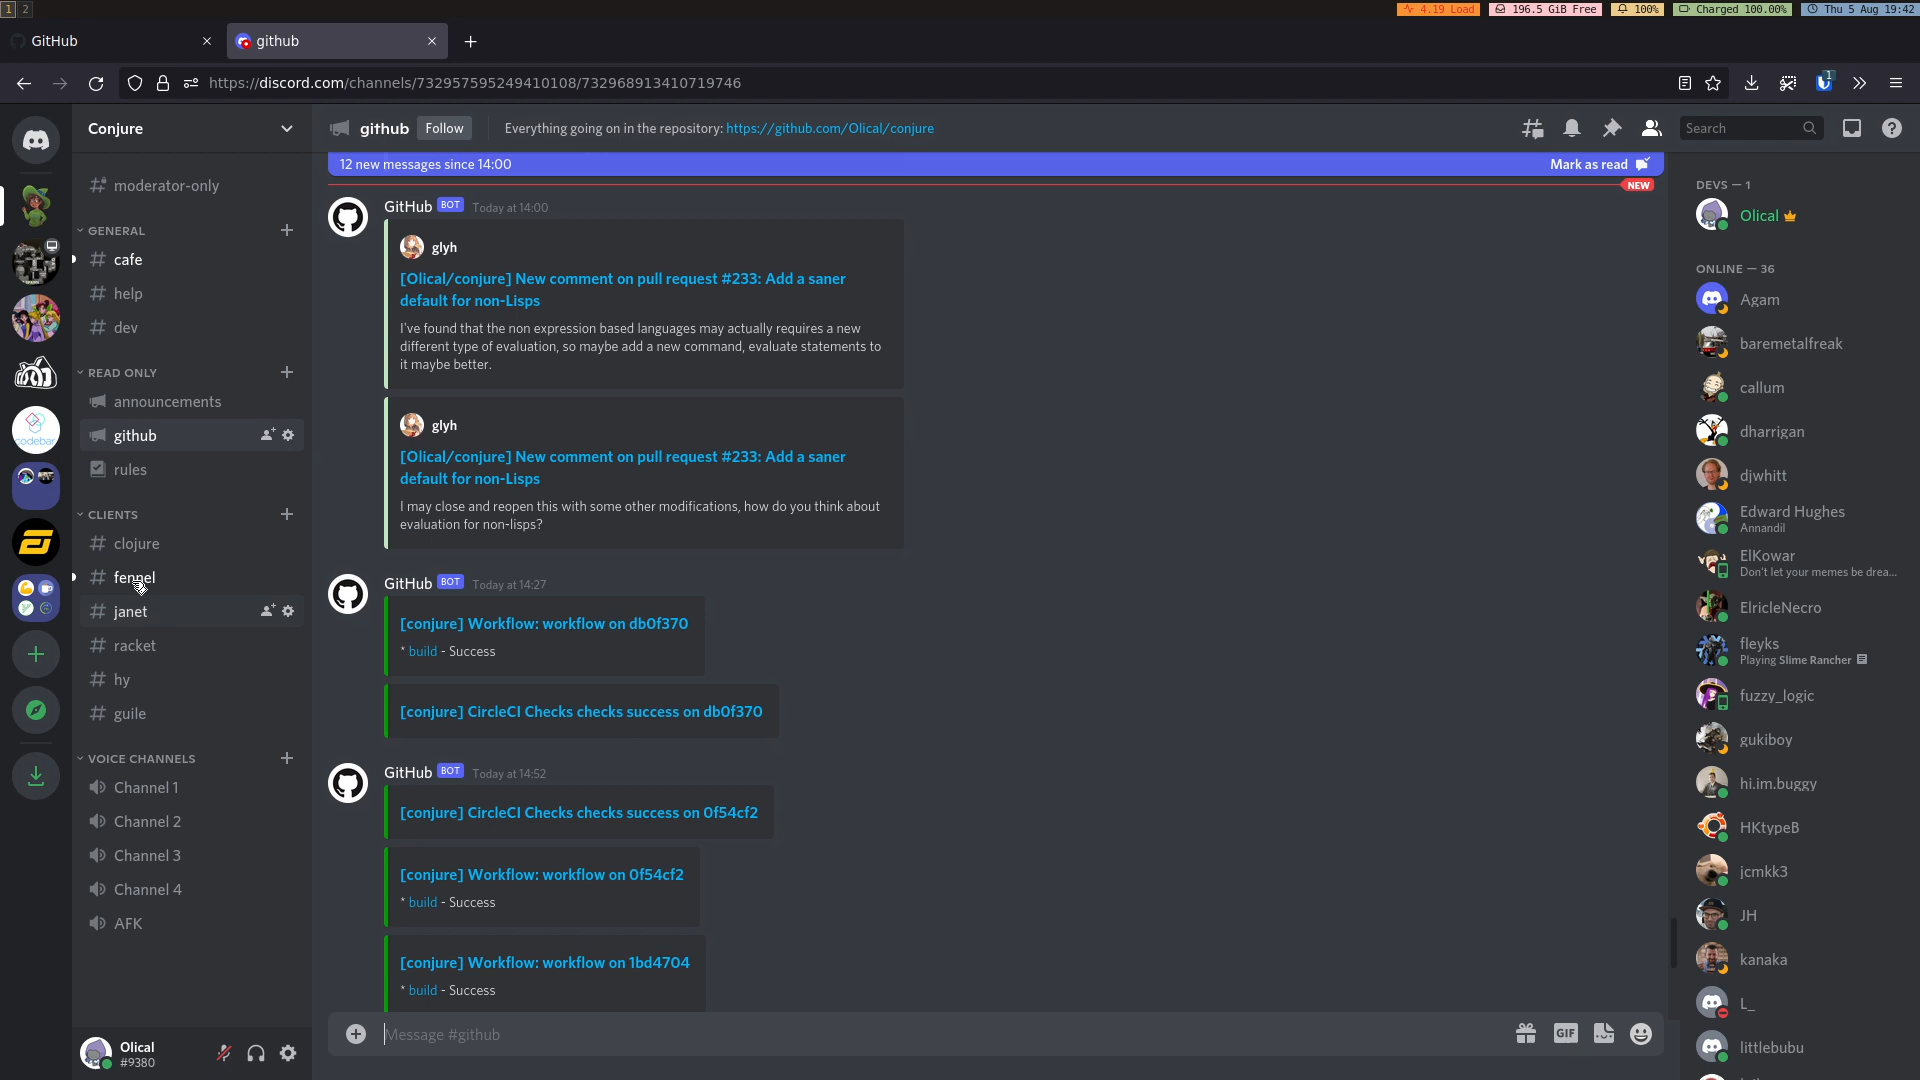 1 2
4.19 Load
196.5 GiB Free
100%
Charged 100.00%
Thu 5 Aug 19:42
GitHub
github
https://discord.com/channels/732957595249410108/732968913410719746
1
Conjure
github
Follow
Everything going on in the repository: https://github.com/Olical/conjure
Search
12 new messages since 14:00
Mark as read
NEW
moderator-only
GENERAL
cafe
help
dev
READ ONLY
announcements
github
rules
CLIENTS
clojure
fennel
janet
racket
hy
guile
VOICE CHANNELS
Channel 1
Channel 2
Channel 3
Channel 4
AFK
codebar
Olical
#9380
GitHub BOT Today at 14:00
glyh
[Olical/conjure] New comment on pull request #233: Add a saner
default for non-Lisps
I've found that the non expression based languages may actually requires a new
different type of evaluation, so maybe add a new command, evaluate statements to
it maybe better.
glyh
[Olical/conjure] New comment on pull request #233: Add a saner
default for non-Lisps
I may close and reopen this with some other modifications, how do you think about
evaluation for non-lisps?
GitHub BOT Today at 14:27
[conjure] Workflow: workflow on db0f370
* build - Success
[conjure] CircleCI Checks checks success on db0f370
GitHub BOT Today at 14:52
[conjure] CircleCI Checks checks success on 0f54cf2
[conjure] Workflow: workflow on 0f54cf2
* build - Success
[conjure] Workflow: workflow on 1bd4704
* build - Success
Message #github
GIF
DEVS — 1
Olical
ONLINE — 36
Agam
baremetalfreak
callum
dharrigan
djwhitt
Edward Hughes
Annandil
ElKowar
Don't let your memes be drea...
ElricleNecro
fleyks
Playing Slime Rancher
fuzzy_logic
gukiboy
hi.im.buggy
HKtypeB
jcmkk3
JH
kanaka
L_
littlebubu